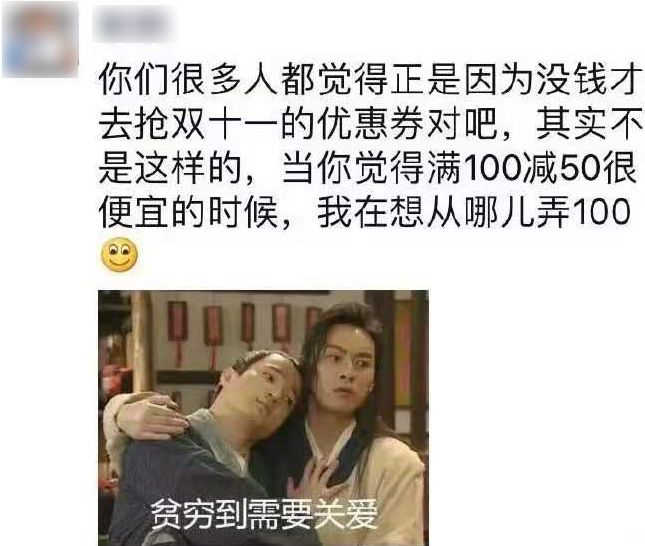 你们很多人都觉得正是因为没钱才
去抢双十一的优惠券对吧，其实不
是这样的，当你觉得满100减50很
便宜的时候，我在想从哪儿弄100
贫穷到需要关爱